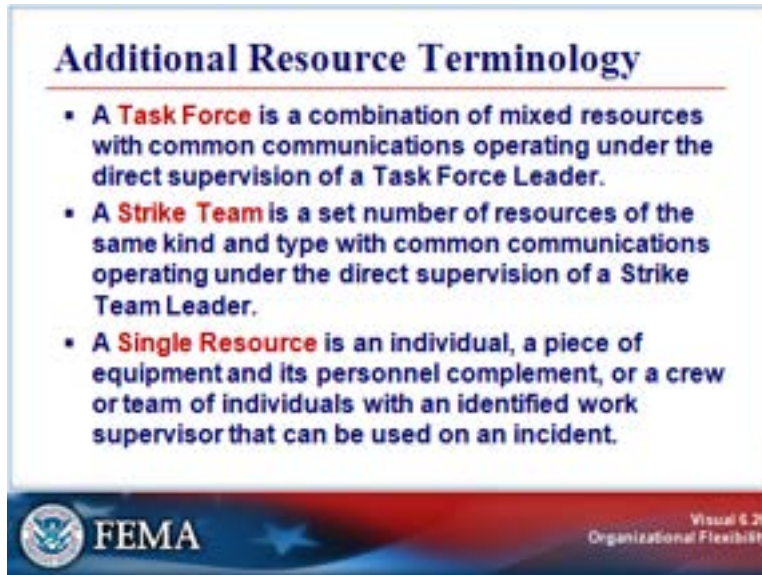 Additional Resource Terminology
▪ A Task Force is a combination of mixed resources
with common communications operating under the
direct supervision of a Task Force Leader.
▪ A Strike Team is a set number of resources of the
same kind and type with common communications
operating under the direct supervision of a Strike
Team Leader.
▪ A Single Resource is an individual, a piece of
equipment and its personnel complement, or a crew
or team of individuals with an identified work
supervisor that can be used on an incident.
FEMA
Visual
Organizational